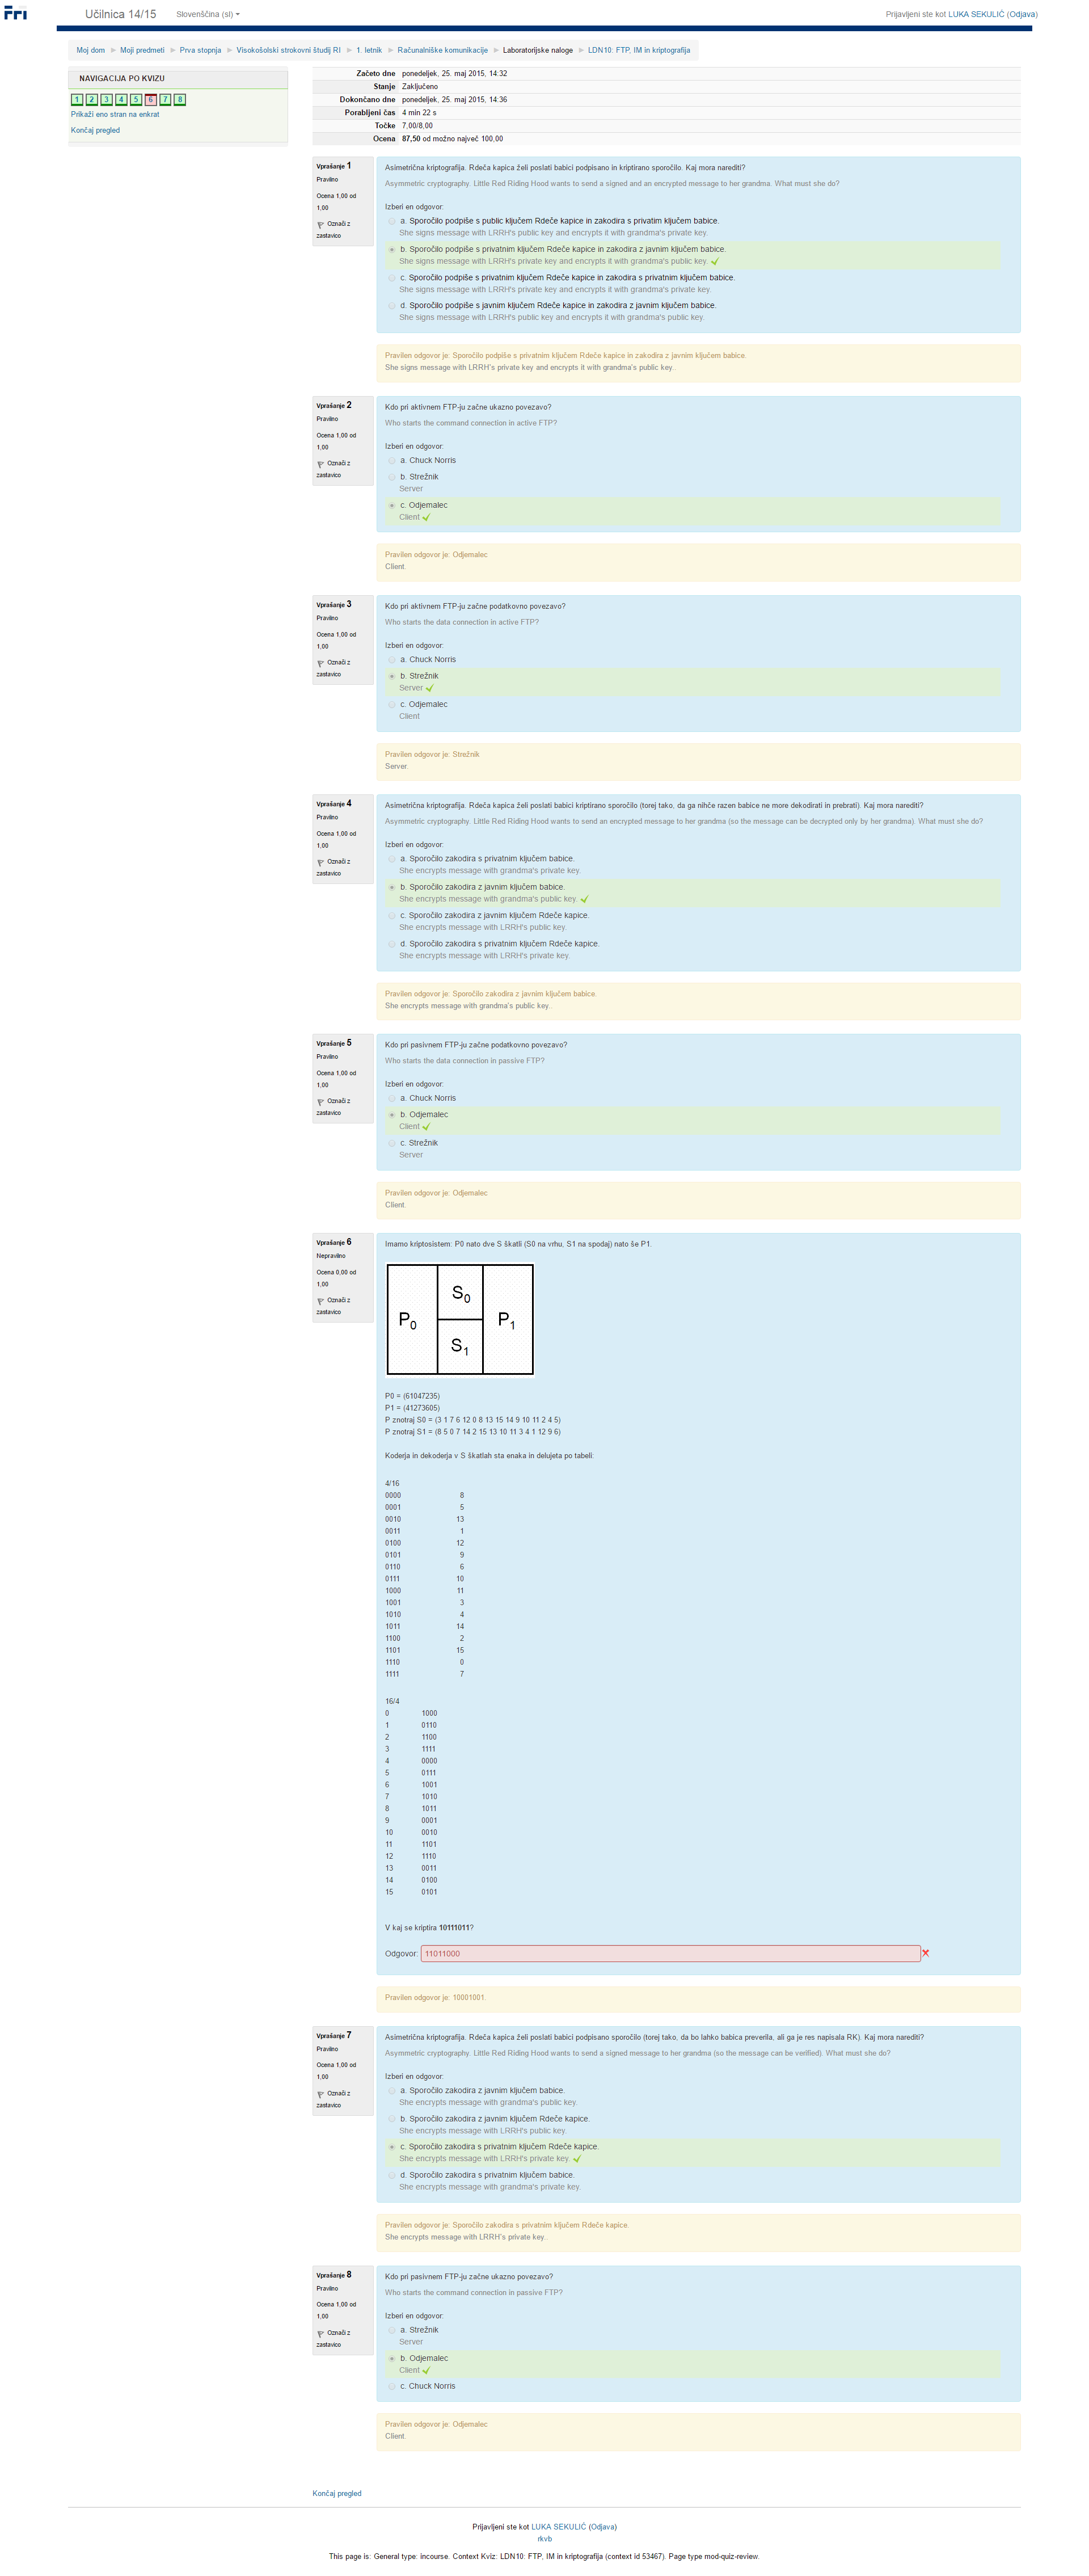 Fri
Učilnica 14/15
Slovenščina (si)
Prijavljeni ste kot LUKA SEKULIĆ (Odjava)
Moj dom ► Moji predmeti ► Prva stopnja ► Visokošolski strokovni študij RI ► 1. letnik ► Računalniške komunikacije ► Laboratorijske naloge ► LDN10: FTP, IM in kriptografija
NAVIGACIJA PO KVIZU
1 2 3 4 5 6 7 8
Prikaži eno stran na enkrat
Končaj pregled
Začeto dne ponedeljek, 25. maj 2015, 14:32
Stanje Zaključeno
Dokončano dne ponedeljek, 25. maj 2015, 14:36
Porabljeni čas 4 min 22 s
Točke 7,00/8,00
Ocena 87,50 od možno največ 100,00
Vprašanje 1
Pravilno
Ocena 1,00 od
1,00
Označi z
zastavico
Asimetrična kriptografija. Rdeča kapica želi poslati babici podpisano in kriptirano sporočilo. Kaj mora narediti?
Asymmetric cryptography. Little Red Riding Hood wants to send a signed and an encrypted message to her grandma. What must she do?
Izberi en odgovor:
a. Sporočilo podpiše s public ključem Rdeče kapice in zakodira s privatim ključem babice.
She signs message with LRRH's public key and encrypts it with grandma's private key.
b. Sporočilo podpiše s privatnim ključem Rdeče kapice in zakodira z javnim ključem babice.
She signs message with LRRH's private key and encrypts it with grandma's public key.
c. Sporočilo podpiše s privatnim ključem Rdeče kapice in zakodira s privatnim ključem babice.
She signs message with LRRH's private key and encrypts it with grandma's private key.
d. Sporočilo podpiše s javnim ključem Rdeče kapice in zakodira z javnim ključem babice.
She signs message with LRRH's public key and encrypts it with grandma's public key.
Pravilen odgovor je: Sporočilo podpiše s privatnim ključem Rdeče kapice in zakodira z javnim ključem babice.
She signs message with LRRH's private key and encrypts it with grandma's public key..
Vprašanje 2
Pravilno
Ocena 1,00 od
1,00
Označi z
zastavico
Kdo pri aktivnem FTP-ju začne ukazno povezavo?
Who starts the command connection in active FTP?
Izberi en odgovor:
a. Chuck Norris
b. Strežnik
Server
c. Odjemalec
Client
Pravilen odgovor je: Odjemalec
Client.
Vprašanje 3
Pravilno
Ocena 1,00 od
1,00
Označi z
zastavico
Kdo pri aktivnem FTP-ju začne podatkovno povezavo?
Who starts the data connection in active FTP?
Izberi en odgovor:
a. Chuck Norris
b. Strežnik
Server
c. Odjemalec
Client
Pravilen odgovor je: Strežnik
Server.
Vprašanje 4
Pravilno
Ocena 1,00 od
1,00
Označi z
zastavico
Asimetrična kriptografija. Rdeča kapica želi poslati babici kriptirano sporočilo (torej tako, da ga nihče razen babice ne more dekodirati in prebrati). Kaj mora narediti?
Asymmetric cryptography. Little Red Riding Hood wants to send an encrypted message to her grandma (so the message can be decrypted only by her grandma). What must she do?
Izberi en odgovor:
a. Sporočilo zakodira s privatnim ključem babice.
She encrypts message with grandma's private key.
b. Sporočilo zakodira z javnim ključem babice.
She encrypts message with grandma's public key.
c. Sporočilo zakodira z javnim ključem Rdeče kapice.
She encrypts message with LRRH's public key.
d. Sporočilo zakodira s privatnim ključem Rdeče kapice.
She encrypts message with LRRH's private key.
Pravilen odgovor je: Sporočilo zakodira z javnim ključem babice.
She encrypts message with grandma's public key..
Vprašanje 5
Pravilno
Ocena 1,00 od
1,00
Označi z
zastavico
Kdo pri pasivnem FTP-ju začne podatkovno povezavo?
Who starts the data connection in passive FTP?
Izberi en odgovor:
a. Chuck Norris
b. Odjemalec
Client
c. Strežnik
Server
Pravilen odgovor je: Odjemalec
Client.
Vprašanje 6
Nepravilno
Ocena 0,00 od
1,00
Označi z
zastavico
Imamo kriptosistem: P0 nato dve S škatli (S0 na vrhu, S1 na spodaj) nato še P1.
P0 S0 S1 P1
P0 = (61047235)
P1 = (41273605)
P znotraj S0 = (3 1 7 6 12 0 8 13 15 14 9 10 11 2 4 5)
P znotraj S1 = (8 5 0 7 14 2 15 13 10 11 3 4 1 12 9 6)
Koderja in dekoderja v S škatlah sta enaka in delujeta po tabeli:
4/16
0000 8
0001 5
0010 13
0011 1
0100 12
0101 9
0110 6
0111 10
1000 11
1001 3
1010 4
1011 14
1100 2
1101 15
1110 0
1111 7
16/4
0 1000
1 0110
2 1100
3 1111
4 0000
5 0111
6 1001
7 1010
8 1011
9 0001
10 0010
11 1101
12 1110
13 0011
14 0100
15 0101
V kaj se kriptira 10111011?
Odgovor: 11011000
Pravilen odgovor je: 10001001.
Vprašanje 7
Pravilno
Ocena 1,00 od
1,00
Označi z
zastavico
Asimetrična kriptografija. Rdeča kapica želi poslati babici podpisano sporočilo (torej tako, da bo lahko babica preverila, ali ga je res napisala RK). Kaj mora narediti?
Asymmetric cryptography. Little Red Riding Hood wants to send a signed message to her grandma (so the message can be verified). What must she do?
Izberi en odgovor:
a. Sporočilo zakodira z javnim ključem babice.
She encrypts message with grandma's public key.
b. Sporočilo zakodira z javnim ključem Rdeče kapice.
She encrypts message with LRRH's public key.
c. Sporočilo zakodira s privatnim ključem Rdeče kapice.
She encrypts message with LRRH's private key.
d. Sporočilo zakodira s privatnim ključem babice.
She encrypts message with grandma's private key.
Pravilen odgovor je: Sporočilo zakodira s privatnim ključem Rdeče kapice.
She encrypts message with LRRH's private key..
Vprašanje 8
Pravilno
Ocena 1,00 od
1,00
Označi z
zastavico
Kdo pri pasivnem FTP-ju začne ukazno povezavo?
Who starts the command connection in passive FTP?
Izberi en odgovor:
a. Strežnik
Server
b. Odjemalec
Client
c. Chuck Norris
Pravilen odgovor je: Odjemalec
Client.
Končaj pregled
Prijavljeni ste kot LUKA SEKULIĆ (Odjava)
rkvb
This page is: General type: incourse. Context Kviz: LDN10: FTP, IM in kriptografija (context id 53467). Page type mod-quiz-review.